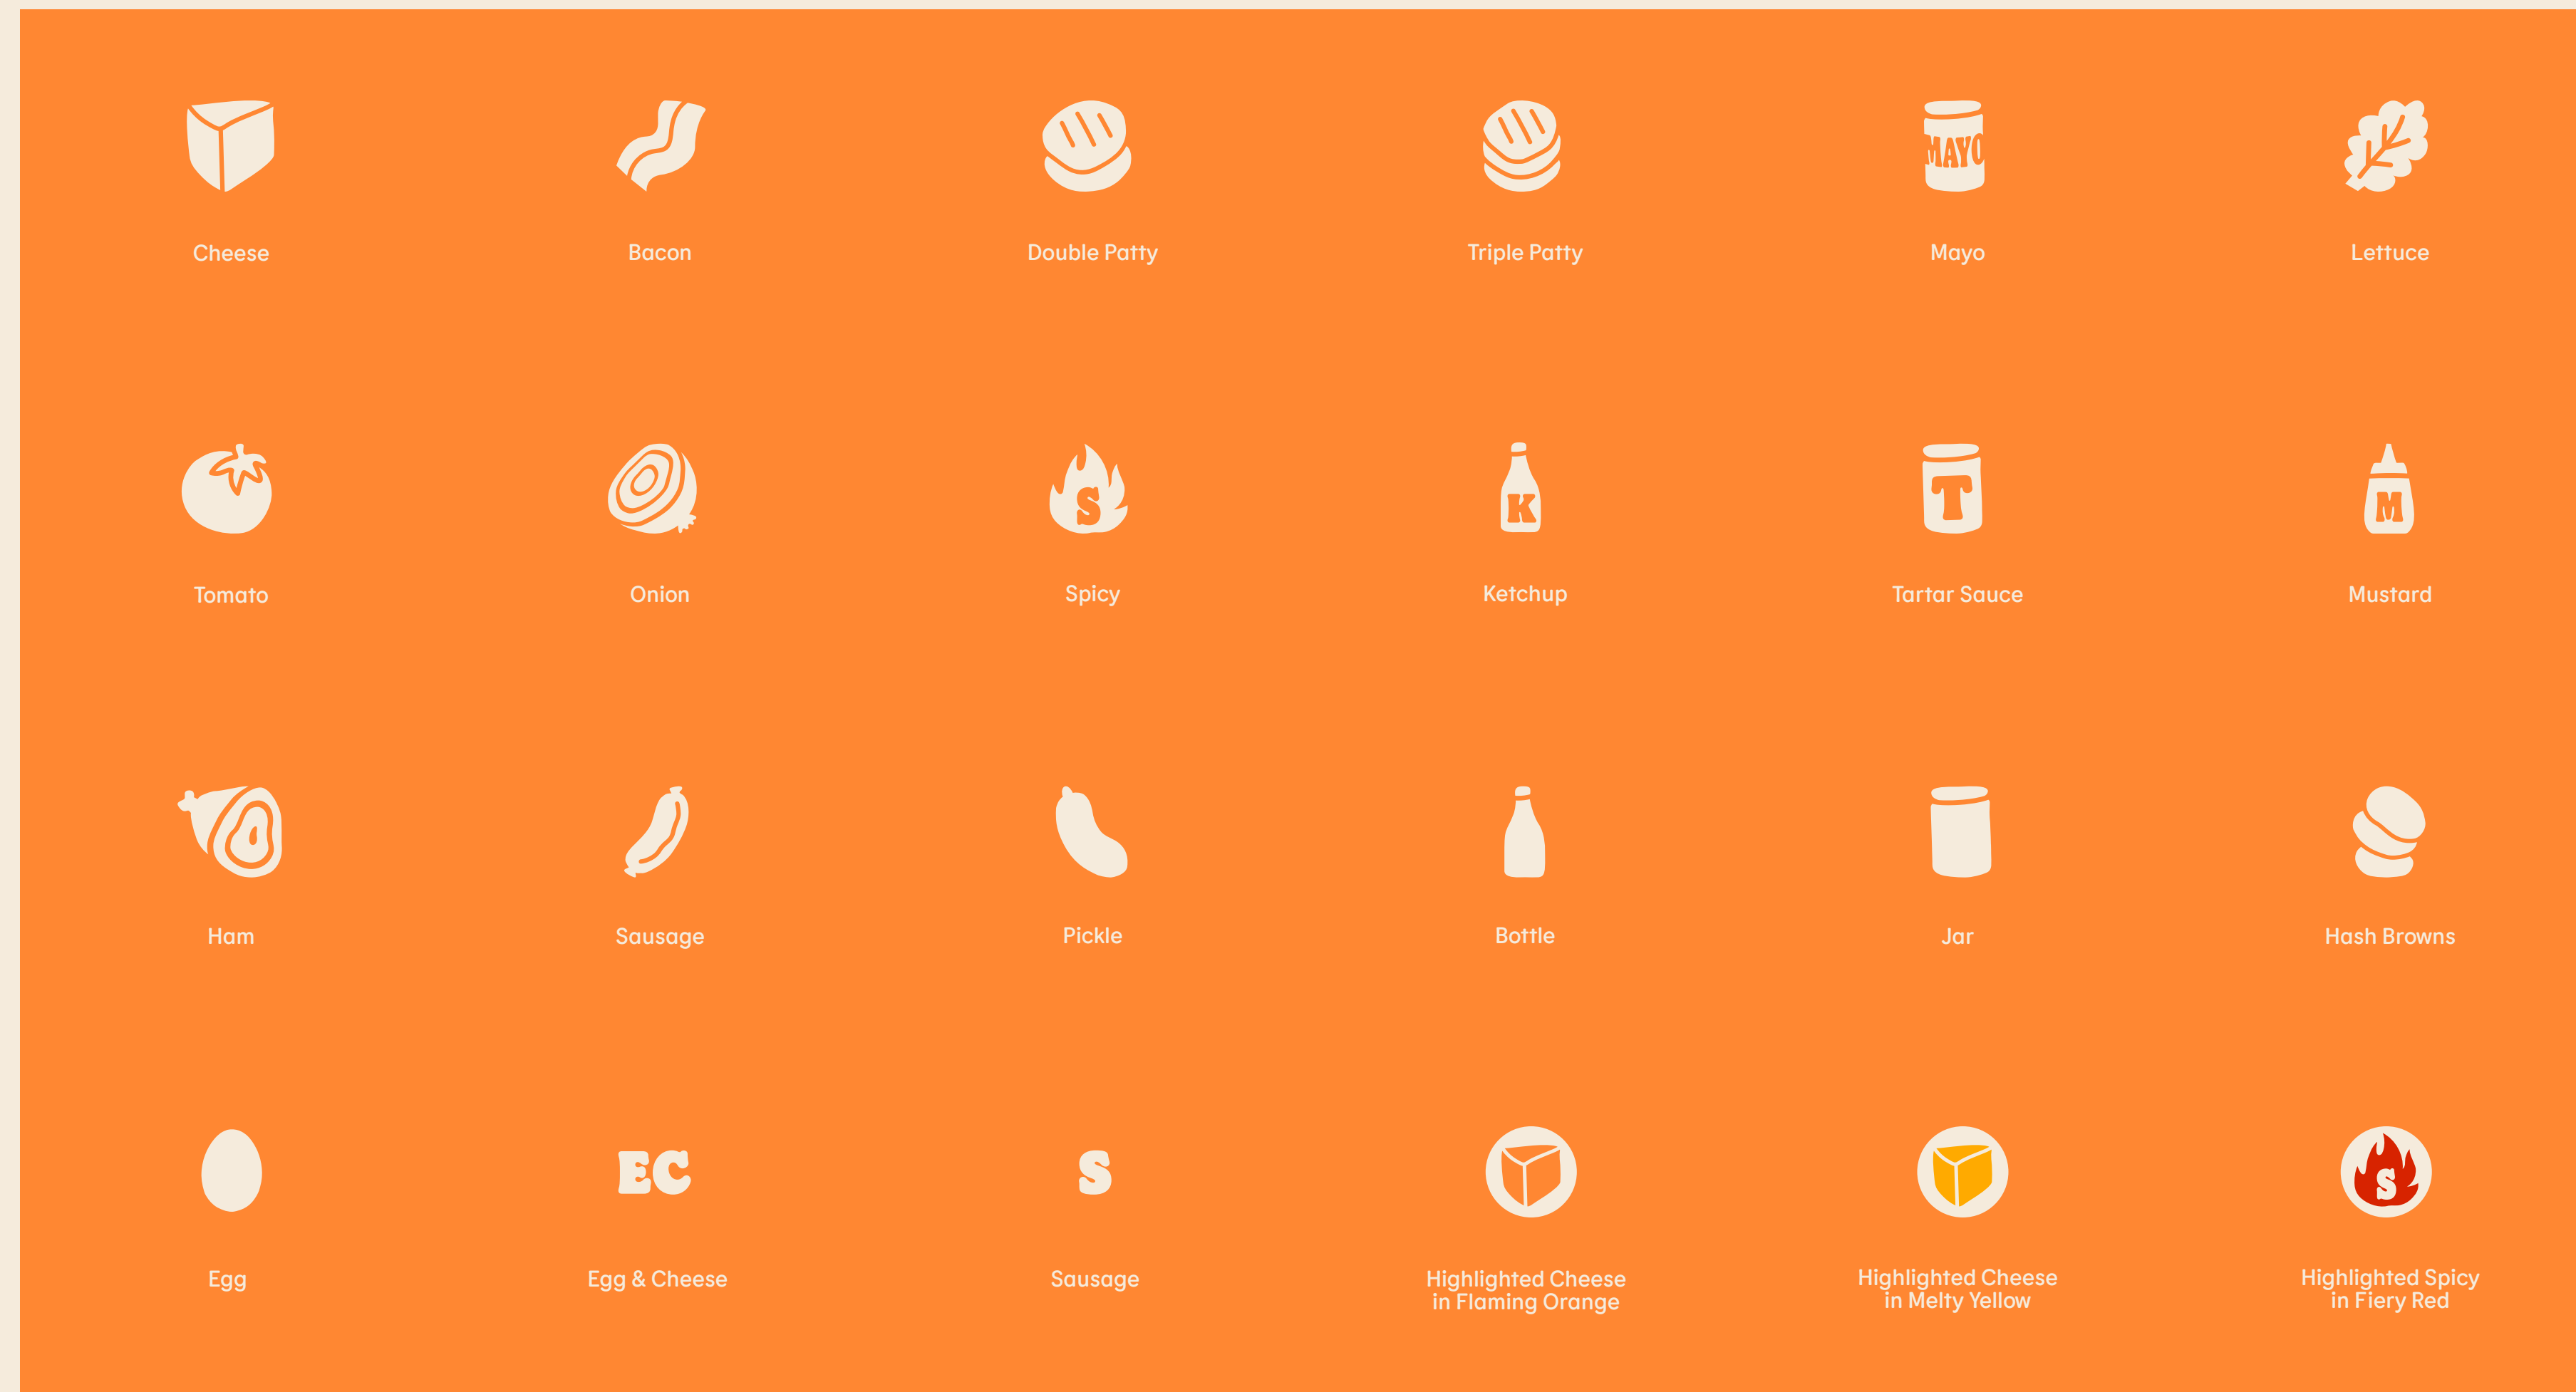 MAYO
Cheese
Bacon
Double Patty
Triple Patty
Mayo
Lettuce
S
K
T
M
Tomato
Onion
Spicy
Ketchup
Tartar Sauce
Mustard
Ham
Sausage
Pickle
Bottle
Jar
Hash Browns
EC
S
S
Egg
Egg & Cheese
Sausage
Highlighted Cheese
in Flaming Orange
Highlighted Cheese
in Melty Yellow
Highlighted Spicy
in Fiery Red